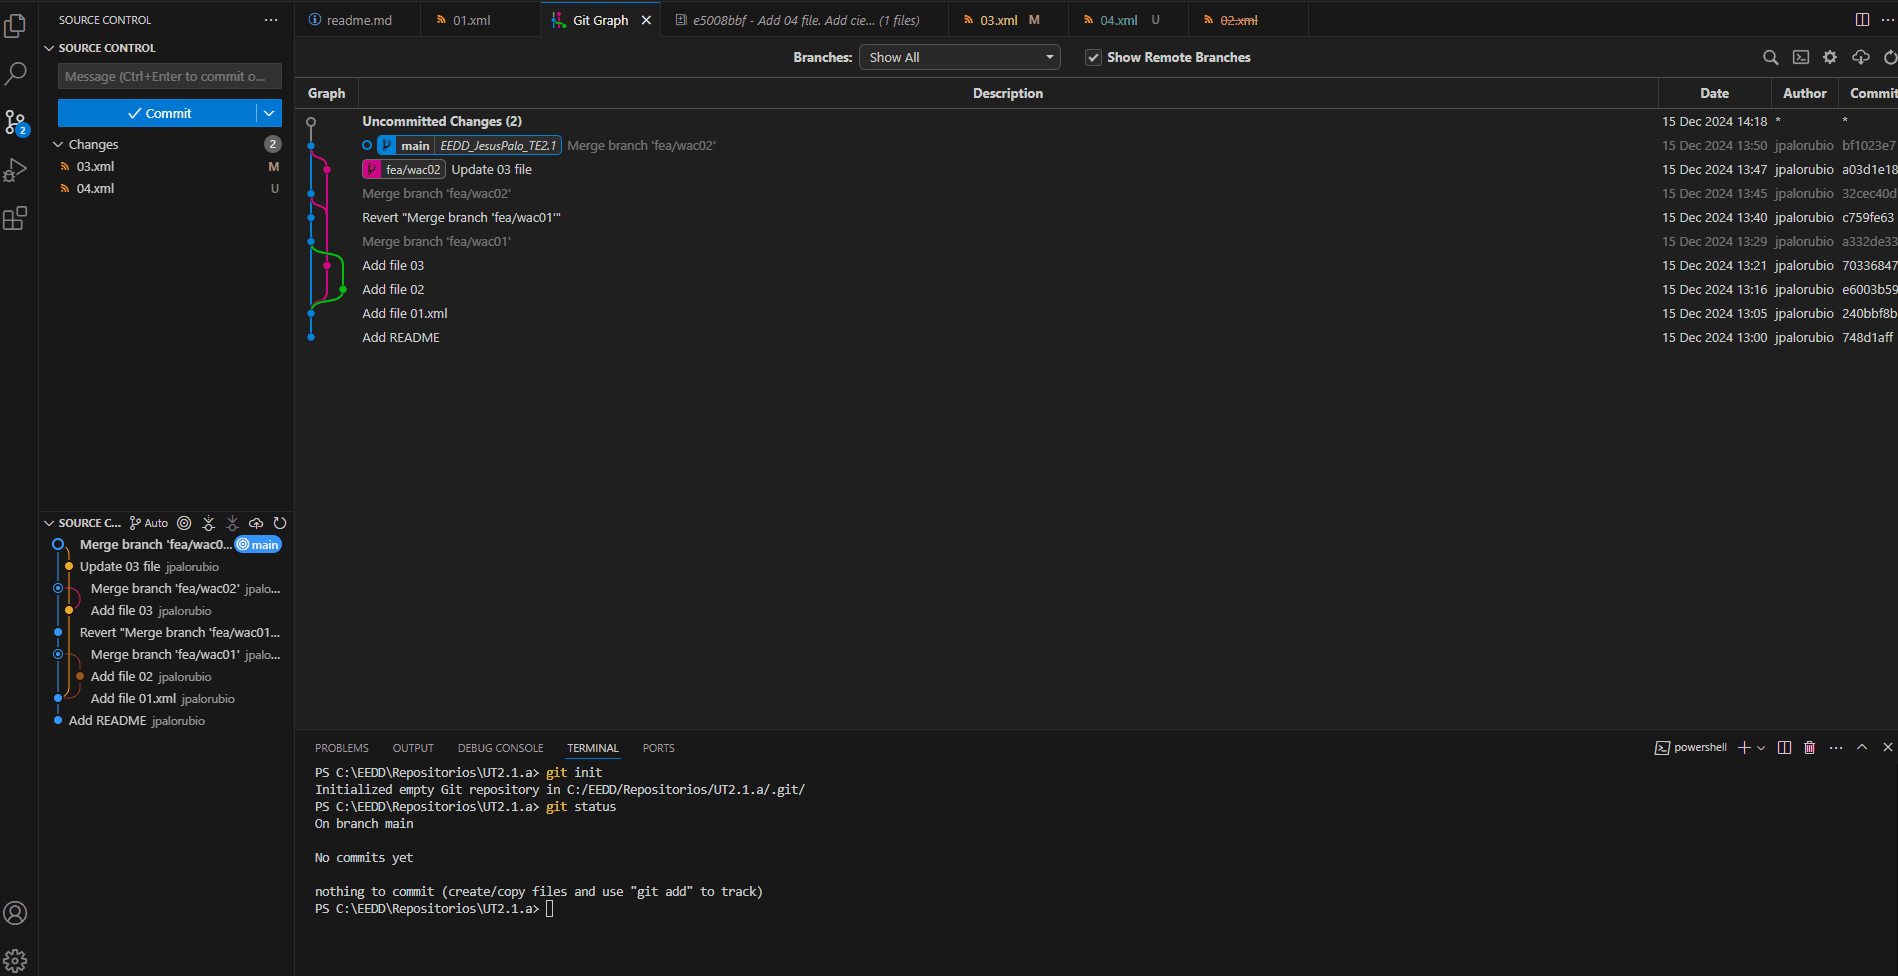 SOURCE CONTROL
readme.md
01.xml
Git Graph
e5008bbf - Add 04 file. Add cie... (1 files)
03.xml M
04.xml U
02.xml
SOURCE CONTROL
Message (Ctrl+Enter to commit o...
Commit
Changes 2
03.xml M
04.xml U
2
Branches: Show All
Show Remote Branches
Graph Description Date Author Commit
Uncommitted Changes (2) 15 Dec 2024 14:18 * *
main EEDD_JesusPalo_TE2.1 Merge branch 'fea/wac02' 15 Dec 2024 13:50 jpalorubio bf1023e7
fea/wac02 Update 03 file 15 Dec 2024 13:47 jpalorubio a03d1e18
Merge branch 'fea/wac02' 15 Dec 2024 13:45 jpalorubio 32cec40d
Revert "Merge branch 'fea/wac01'" 15 Dec 2024 13:40 jpalorubio c759fe63
Merge branch 'fea/wac01' 15 Dec 2024 13:29 jpalorubio a332de33
Add file 03 15 Dec 2024 13:21 jpalorubio 70336847
Add file 02 15 Dec 2024 13:16 jpalorubio e6003b59
Add file 01.xml 15 Dec 2024 13:05 jpalorubio 240bbf8b
Add README 15 Dec 2024 13:00 jpalorubio 748d1aff
SOURCE C... Auto
Merge branch 'fea/wac0... main
Update 03 file jpalorubio
Merge branch 'fea/wac02' jpalo...
Add file 03 jpalorubio
Revert "Merge branch 'fea/wac01...
Merge branch 'fea/wac01' jpalo...
Add file 02 jpalorubio
Add file 01.xml jpalorubio
Add README jpalorubio
PROBLEMS OUTPUT DEBUG CONSOLE TERMINAL PORTS
powershell
PS C:\EEDD\Repositorios\UT2.1.a> git init
Initialized empty Git repository in C:/EEDD/Repositorios/UT2.1.a/.git/
PS C:\EEDD\Repositorios\UT2.1.a> git status
On branch main
No commits yet
nothing to commit (create/copy files and use "git add" to track)
PS C:\EEDD\Repositorios\UT2.1.a>